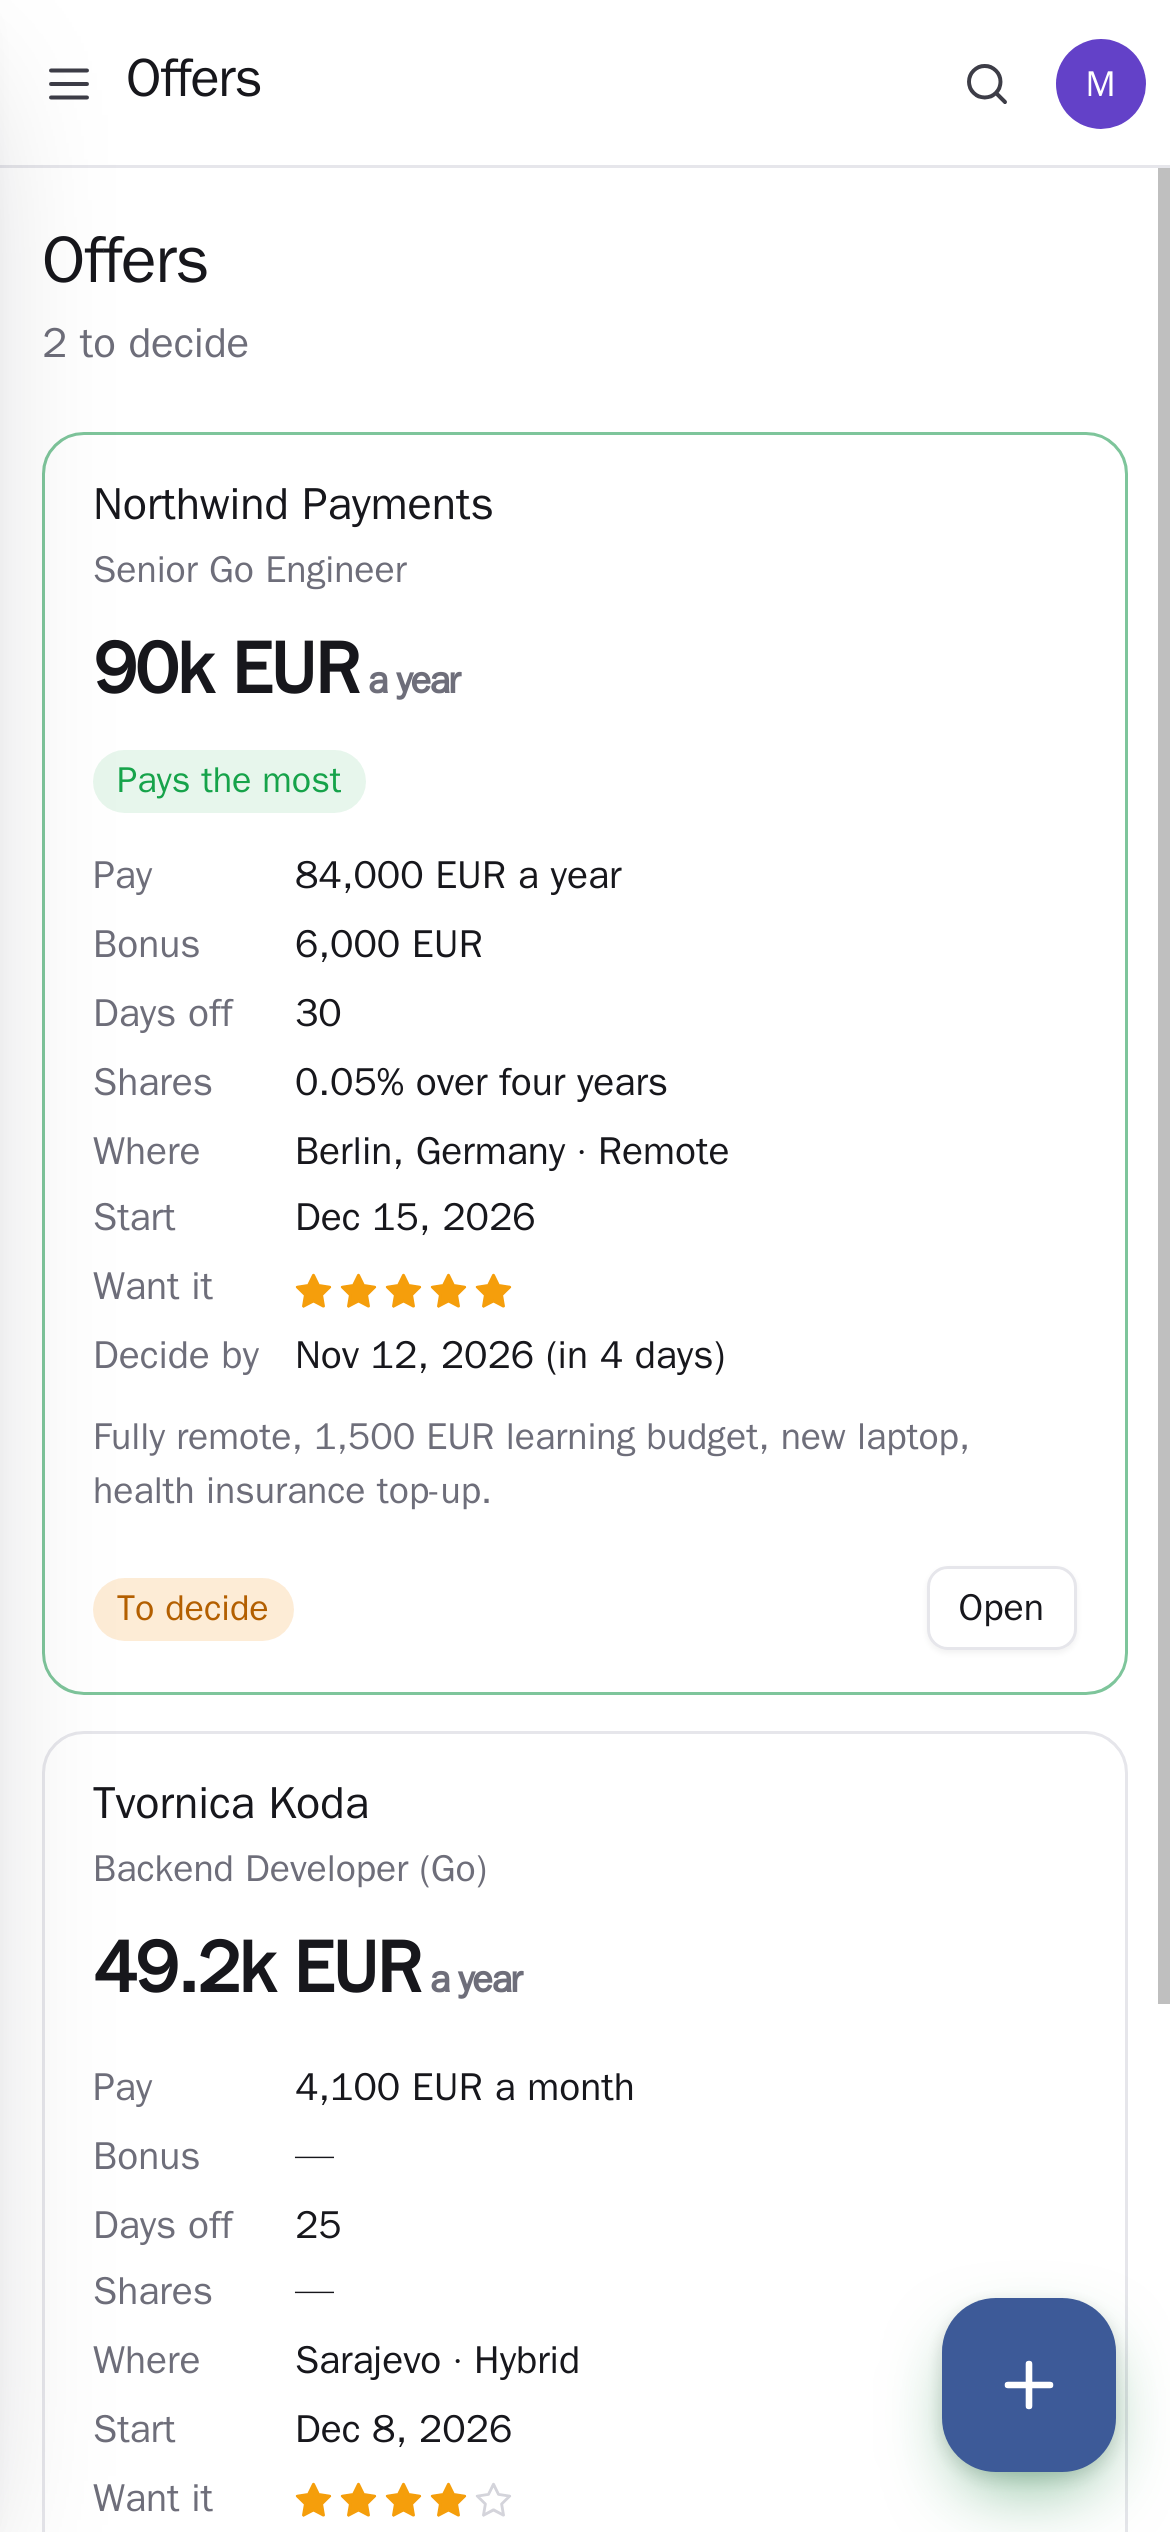 Offers
M
Offers
2 to decide
Northwind Payments
Senior Go Engineer
90k EUR a year
Pays the most
Pay 84,000 EUR a year
Bonus 6,000 EUR
Days off 30
Shares 0.05% over four years
Where Berlin, Germany · Remote
Start Dec 15, 2026
Want it
Decide by Nov 12, 2026 (in 4 days)
Fully remote, 1,500 EUR learning budget, new laptop,
health insurance top-up.
To decide
Open
Tvornica Koda
Backend Developer (Go)
49.2k EUR a year
Pay 4,100 EUR a month
Bonus —
Days off 25
Shares —
Where Sarajevo · Hybrid
Start Dec 8, 2026
Want it